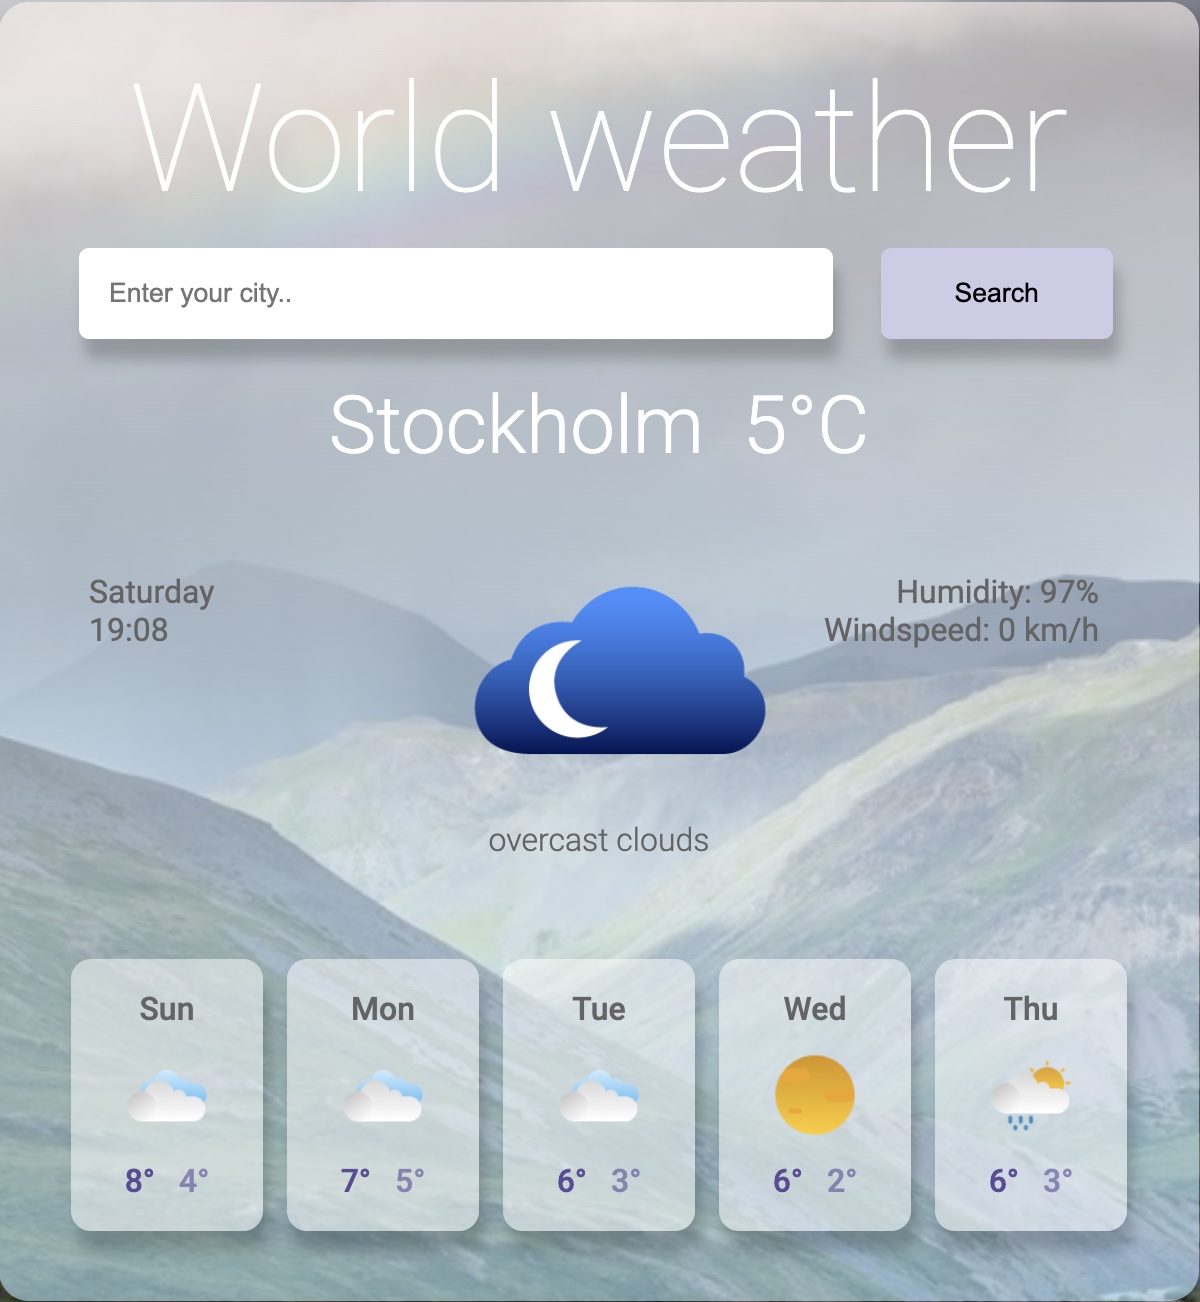 World weather
Enter your city..
Search
Stockholm 5°C
Saturday
19:08
Humidity: 97%
Windspeed: 0 km/h
overcast clouds
Sun
8° 4°
Mon
7° 5°
Tue
6° 3°
Wed
6° 2°
Thu
6° 3°